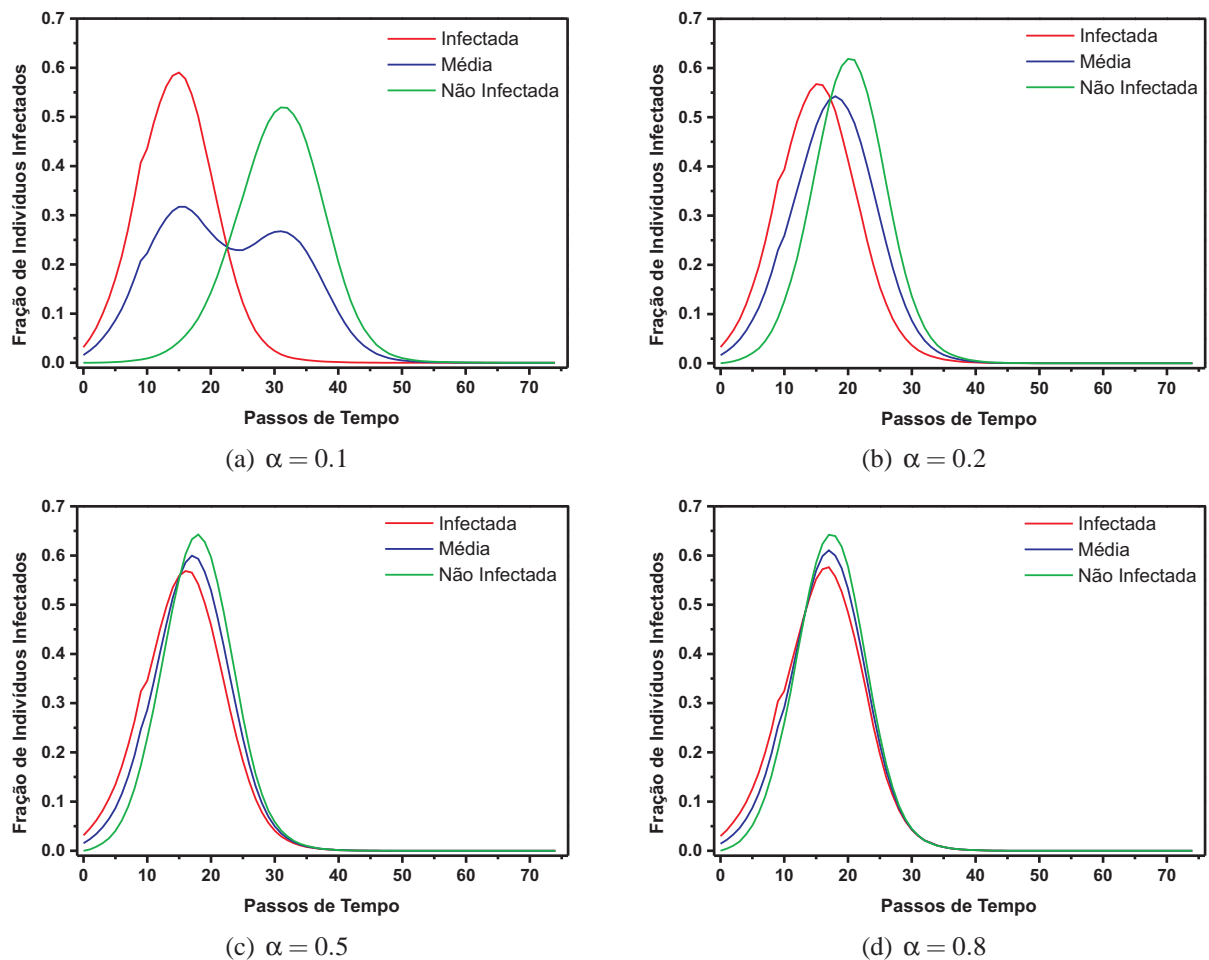 Fração de Indivíduos Infectados
0.7
0.6
0.5
0.4
0.3
0.2
0.1
0.0
Infectada
Média
Não Infectada
0 10 20 30 40 50 60 70
Passos de Tempo
(a) α = 0.1
Fração de Indivíduos Infectados
0.7
0.6
0.5
0.4
0.3
0.2
0.1
0.0
Infectada
Média
Não Infectada
0 10 20 30 40 50 60 70
Passos de Tempo
(b) α = 0.2
Fração de Indivíduos Infectados
0.7
0.6
0.5
0.4
0.3
0.2
0.1
0.0
Infectada
Média
Não Infectada
0 10 20 30 40 50 60 70
Passos de Tempo
(c) α = 0.5
Fração de Indivíduos Infectados
0.7
0.6
0.5
0.4
0.3
0.2
0.1
0.0
Infectada
Média
Não Infectada
0 10 20 30 40 50 60 70
Passos de Tempo
(d) α = 0.8